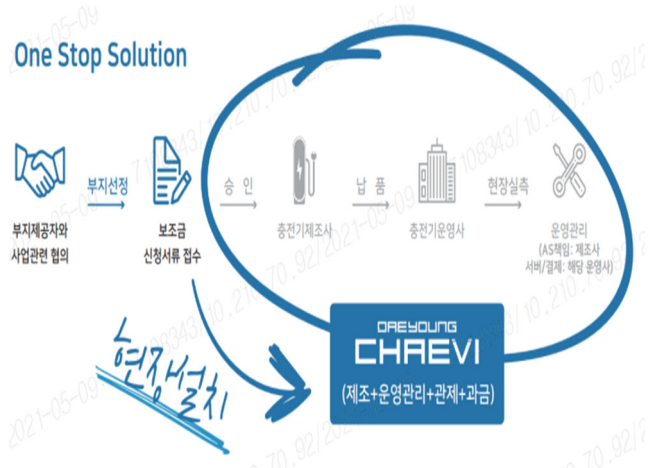 One Stop Solution
부지선정
승 인
납 품
현장실측
부지제공자와
사업관련 협의
보조금
신청서류 접수
충전기제조사
충전기운영사
운영관리
(AS책임: 제조사
서버/결제: 해당 운영사)
현장설치
DAEYOUNG
CHAEVI
(제조+운영관리+관제+과금)